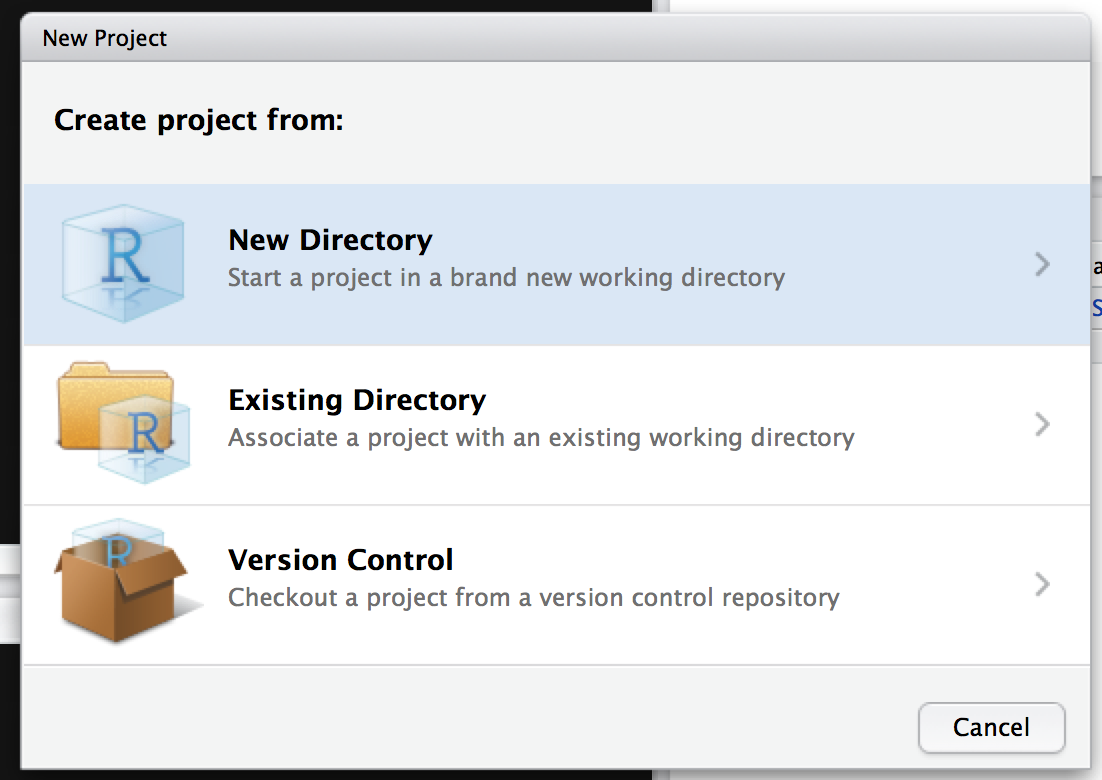 New Project
Create project from:
R
New Directory
Start a project in a brand new working directory
R
Existing Directory
Associate a project with an existing working directory
R
Version Control
Checkout a project from a version control repository
Cancel